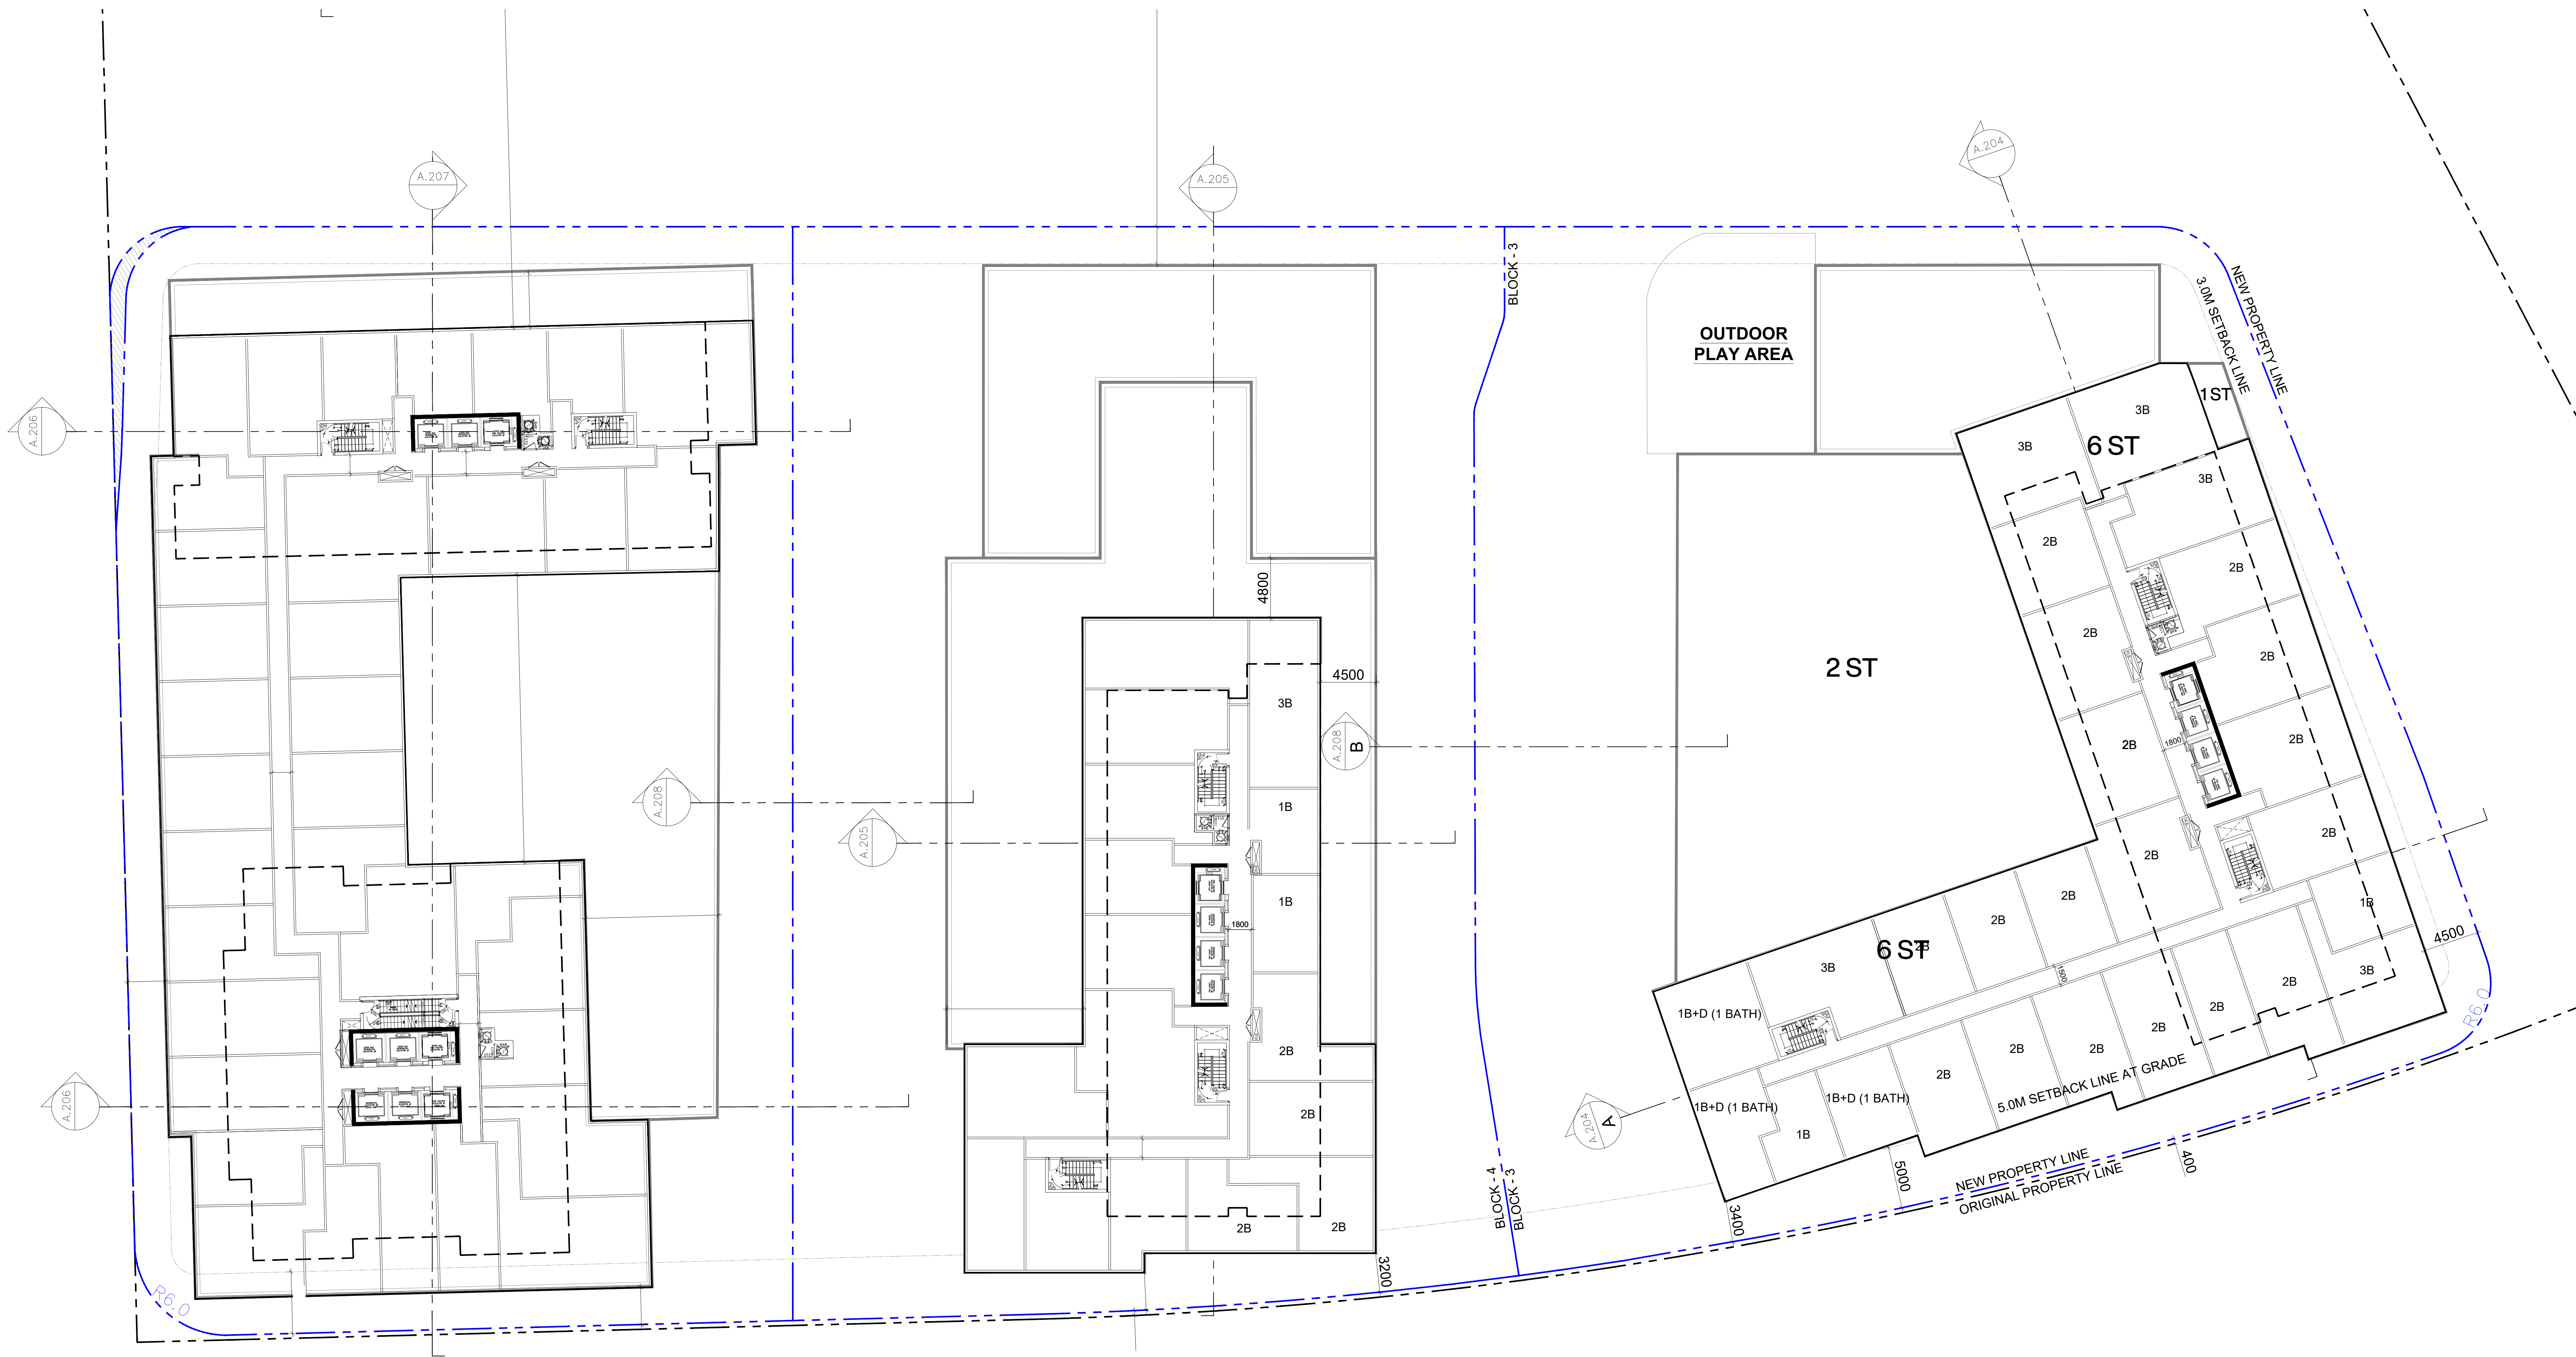 A.207
A.205
A.204
BLOCK - 3
OUTDOOR
PLAY AREA
3.0M SETBACK LINE
NEW PROPERTY LINE
1 ST
3B
6 ST
3B
3B
A.206
2B
2B
4800
2B
2B
2 ST
2B
4500
3B
A.208
B
2B
1800
2B
A.208
1B
A.205
2B
2B
2B
1B
1B
1800
2B
2B
6 ST
2B
4500
3B
1500
3B
2B
2B
1B+D (1 BATH)
R6.0
2B
2B
2B
2B
5.0M SETBACK LINE AT GRADE
A.206
2B
1B+D (1 BATH)
1B+D (1 BATH)
A.204
A
1B
NEW PROPERTY LINE
ORIGINAL PROPERTY LINE
400
5000
BLOCK - 4
BLOCK - 3
2B
2B
3400
3200
R6.0